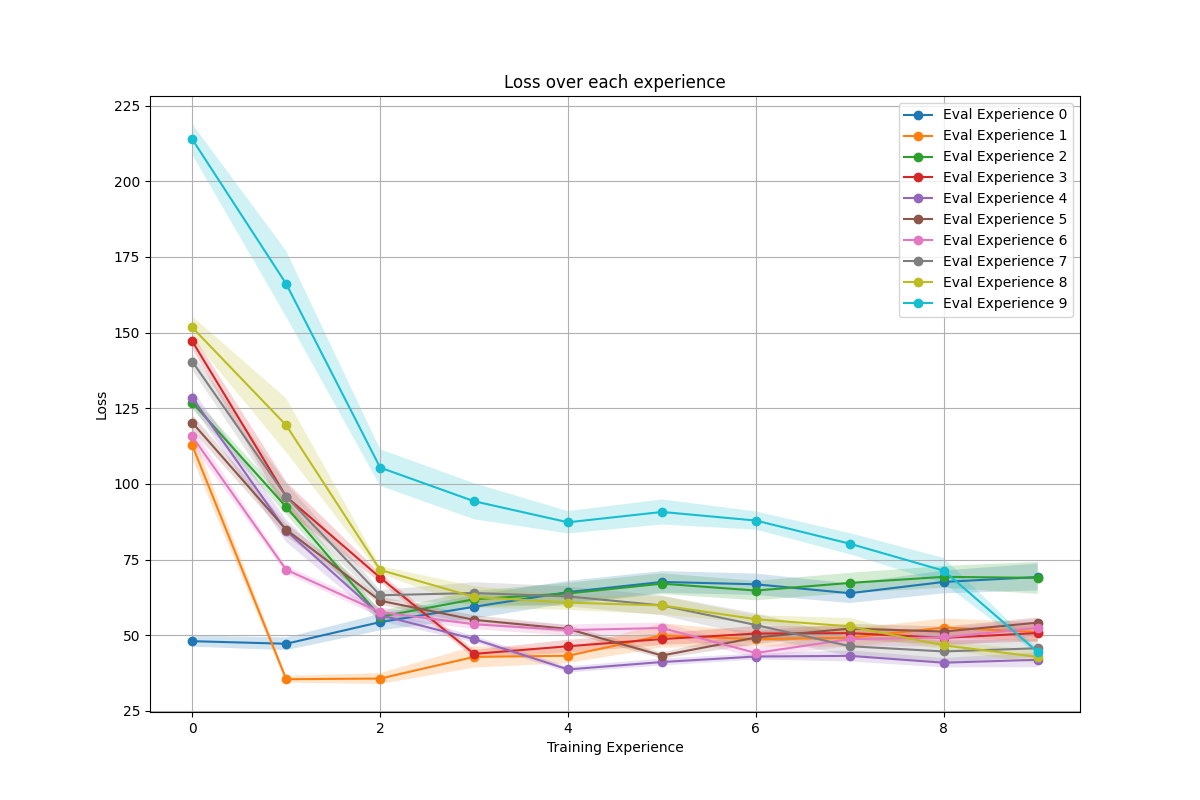 Loss over each experience
225
200
175
150
125
100
75
50
25
Loss
0
2
4
6
8
Training Experience
Eval Experience 0
Eval Experience 1
Eval Experience 2
Eval Experience 3
Eval Experience 4
Eval Experience 5
Eval Experience 6
Eval Experience 7
Eval Experience 8
Eval Experience 9